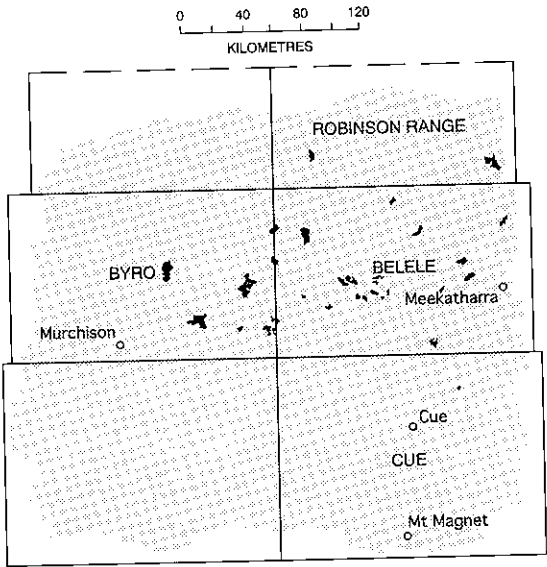 0 40 80 120
KILOMETRES
ROBINSON RANGE
BYRO
BELELE
Meekatharra
Murchison
Cue
CUE
Mt Magnet